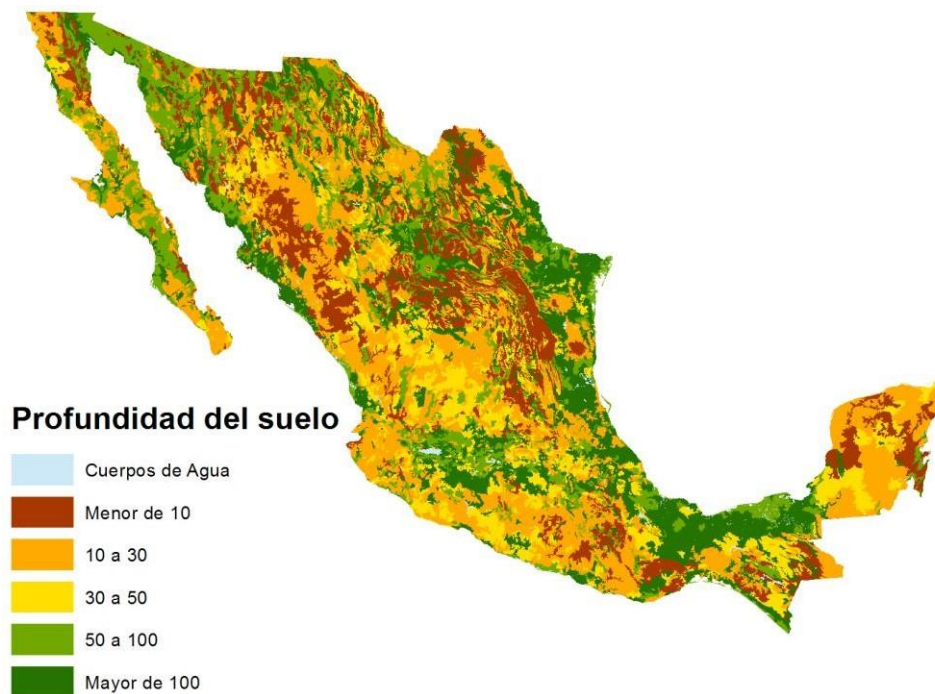 Profundidad del suelo
Cuerpos de Agua
Menor de 10
10 a 30
30 a 50
50 a 100
Mayor de 100